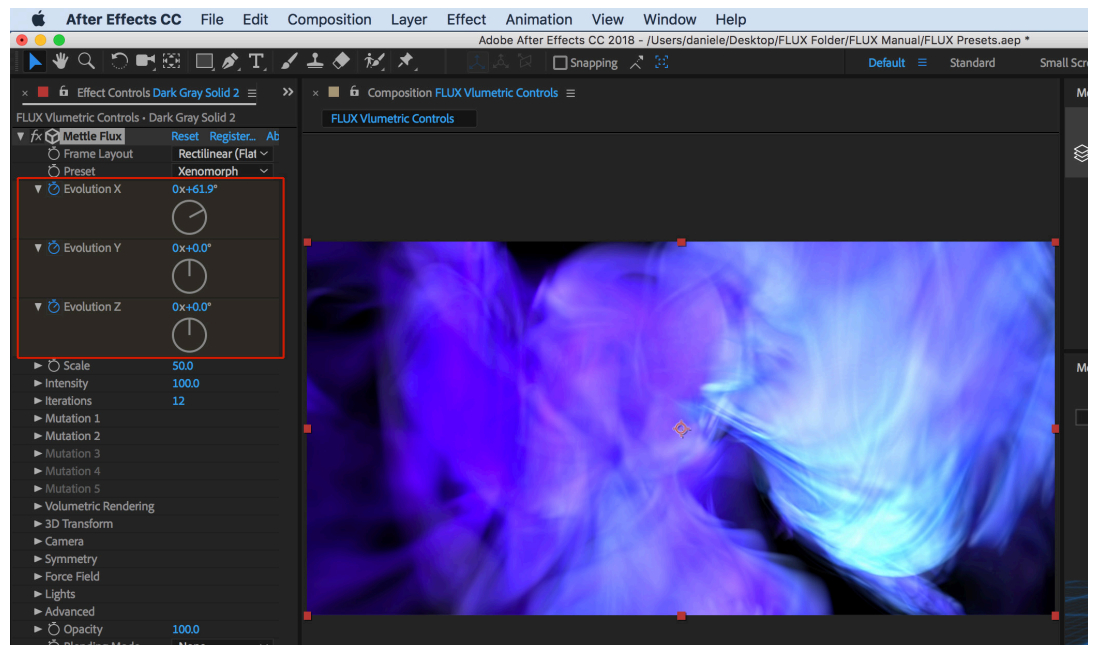 After Effects CC File Edit Composition Layer Effect Animation View Window Help
Adobe After Effects CC 2018 - /Users/daniele/Desktop/FLUX Folder/FLUX Manual/FLUX Presets.aep *
Snapping Default Standard Small Scr
Effect Controls Dark Gray Solid 2
Composition FLUX Vlumetric Controls
FLUX Vlumetric Controls • Dark Gray Solid 2
FLUX Vlumetric Controls
fx Mettle Flux Reset Register... Ab
Frame Layout Rectilinear (Flat
Preset Xenomorph
Evolution X 0x+61.9°
Evolution Y 0x+0.0°
Evolution Z 0x+0.0°
Scale 50.0
Intensity 100.0
Iterations 12
Mutation 1
Mutation 2
Mutation 3
Mutation 4
Mutation 5
Volumetric Rendering
3D Transform
Camera
Symmetry
Force Field
Lights
Advanced
Opacity 100.0